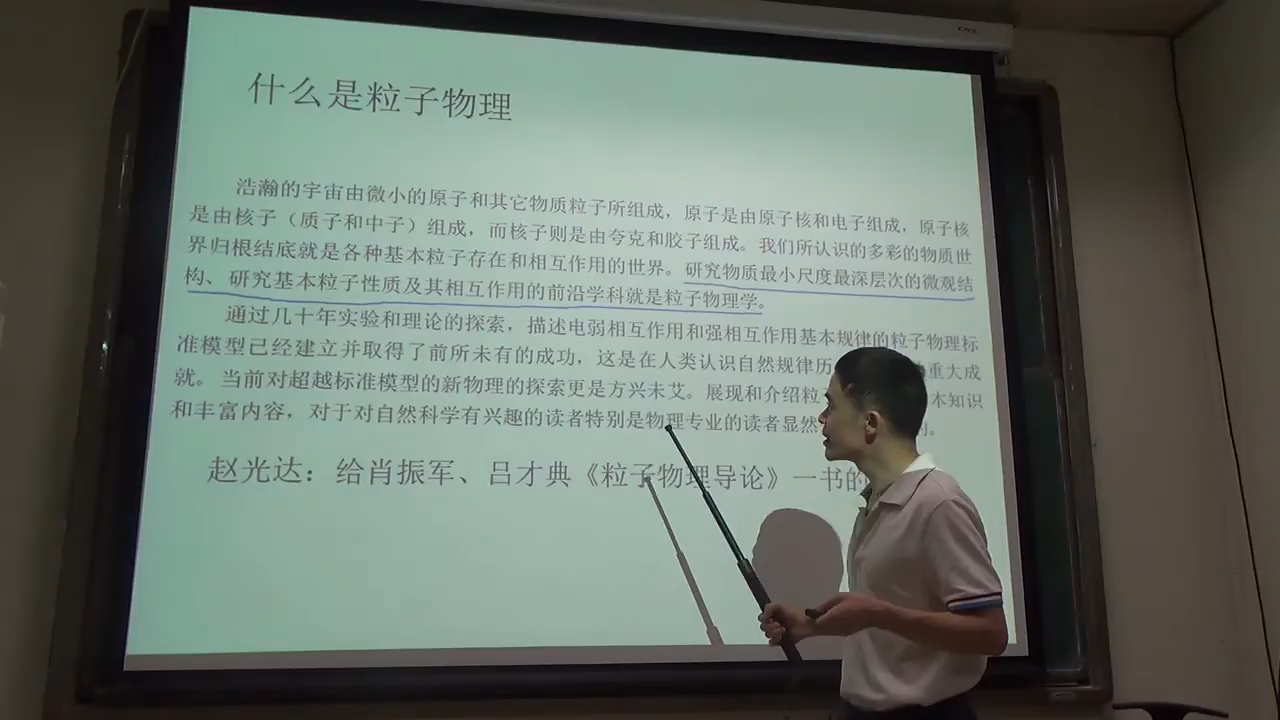 什么是粒子物理
浩瀚的宇宙由微小的原子和其它物质粒子所组成，原子是由原子核和电子组成，原子核
是由核子（质子和中子）组成，而核子则是由夸克和胶子组成。我们所认识的多彩的物质世
界归根结底就是各种基本粒子存在和相互作用的世界。研究物质最小尺度最深层次的微观结
构、研究基本粒子性质及其相互作用的前沿学科就是粒子物理学。
通过几十年实验和理论的探索，描述电弱相互作用和强相互作用基本规律的粒子物理标
准模型已经建立并取得了前所未有的成功，这是在人类认识自然规律历 重大成
就。当前对超越标准模型的新物理的探索更是方兴未艾。展现和介绍粒 本知识
和丰富内容，对于对自然科学有兴趣的读者特别是物理专业的读者显然 的。
赵光达：给肖振军、吕才典《粒子物理导论》一书的